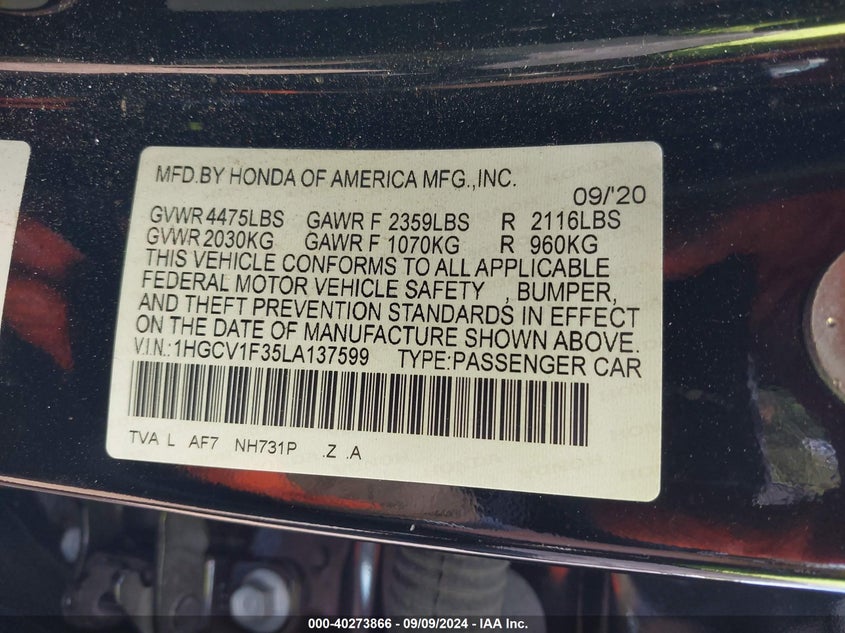 MFD.BY HONDA OF AMERICA MFG.,INC.
09/'20
GVWR 4475LBS GAWR F 2359LBS R 2116LBS
GVWR 2030KG GAWR F 1070KG R 960KG
THIS VEHICLE CONFORMS TO ALL APPLICABLE
FEDERAL MOTOR VEHICLE SAFETY , BUMPER,
AND THEFT PREVENTION STANDARDS IN EFFECT
ON THE DATE OF MANUFACTURE SHOWN ABOVE.
V.I.N.:1HGCV1F35LA137599 TYPE:PASSENGER CAR
TVA L AF7 NH731P .Z .A
000-40273866 - 09/09/2024 - IAA Inc.